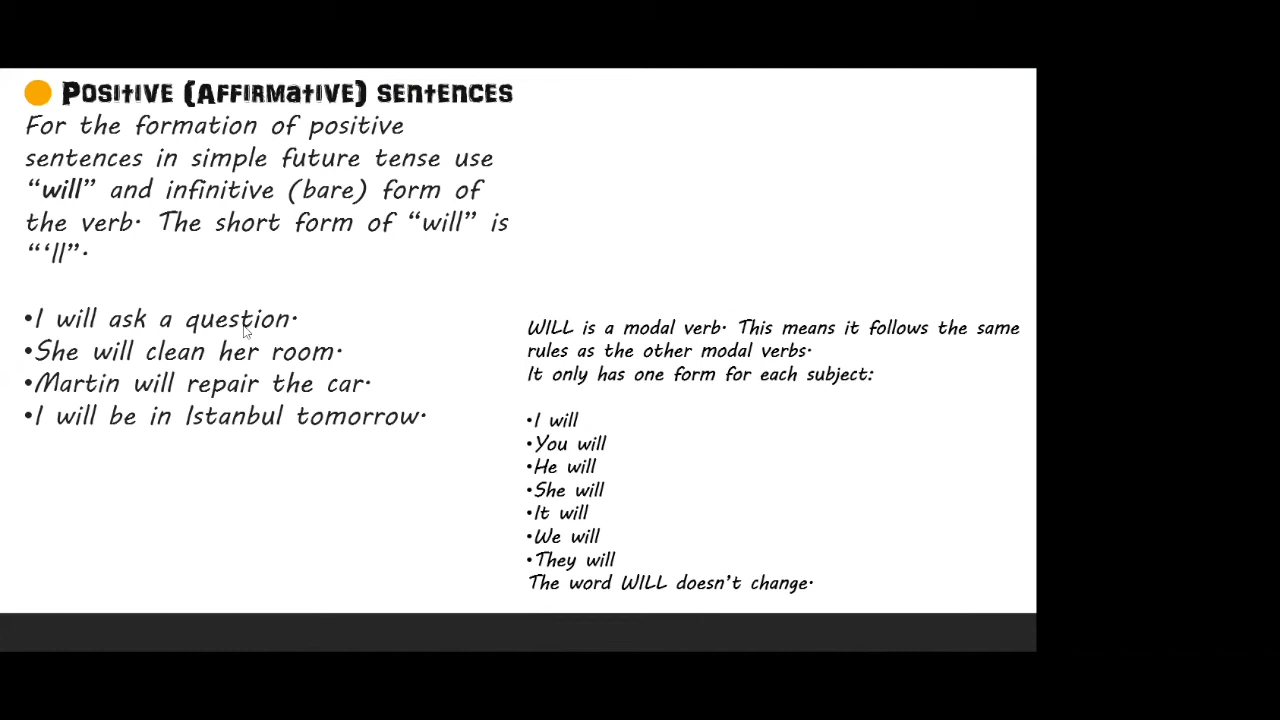 Positive (Affirmative) sentences
For the formation of positive
sentences in simple future tense use
“will” and infinitive (bare) form of
the verb. The short form of “will” is
“‘ll”.
•I will ask a question.
•She will clean her room.
•Martin will repair the car.
•I will be in Istanbul tomorrow.
WILL is a modal verb. This means it follows the same
rules as the other modal verbs.
It only has one form for each subject:
•I will
•You will
•He will
•She will
•It will
•We will
•They will
The word WILL doesn’t change.